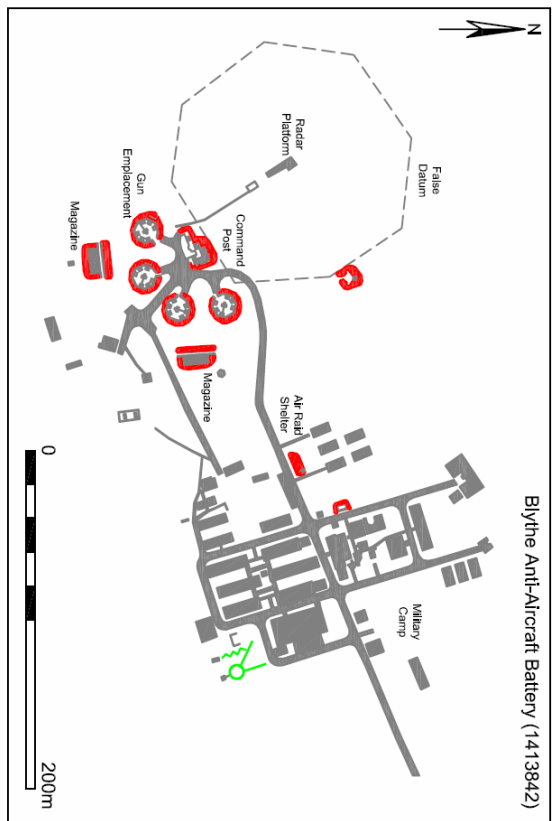 Blythe Anti-Aircraft Battery (1413842)
N
False
Datum
Radar
Platform
Command
Post
Gun
Emplacement
Magazine
Magazine
Air Raid
Shelter
Military
Camp
0
200m